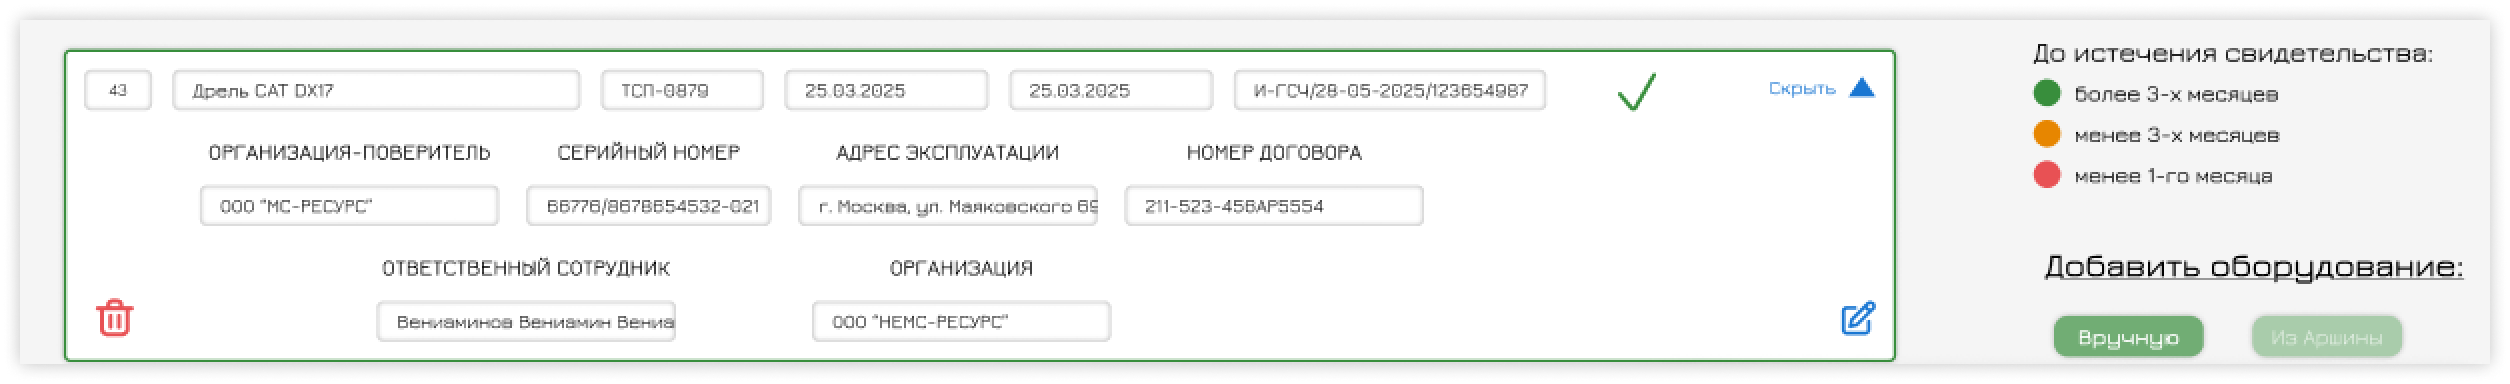 43 Дрель CAT DX17 ТСП-0879 25.03.2025 25.03.2025 И-ГСЧ/28-05-2025/123654987 Скрыть
ОРГАНИЗАЦИЯ-ПОВЕРИТЕЛЬ СЕРИЙНЫЙ НОМЕР АДРЕС ЭКСПЛУАТАЦИИ НОМЕР ДОГОВОРА
ООО "МС-РЕСУРС" 66776/8678654532-021 г. Москва, ул. Маяковского 69 211-523-456АР5554
ОТВЕТСТВЕННЫЙ СОТРУДНИК ОРГАНИЗАЦИЯ
Вениаминов Вениамин Вениа ООО "НЕМС-РЕСУРС"
До истечения свидетельства:
более 3-х месяцев
менее 3-х месяцев
менее 1-го месяца
Добавить оборудование:
Вручную Из Аршины